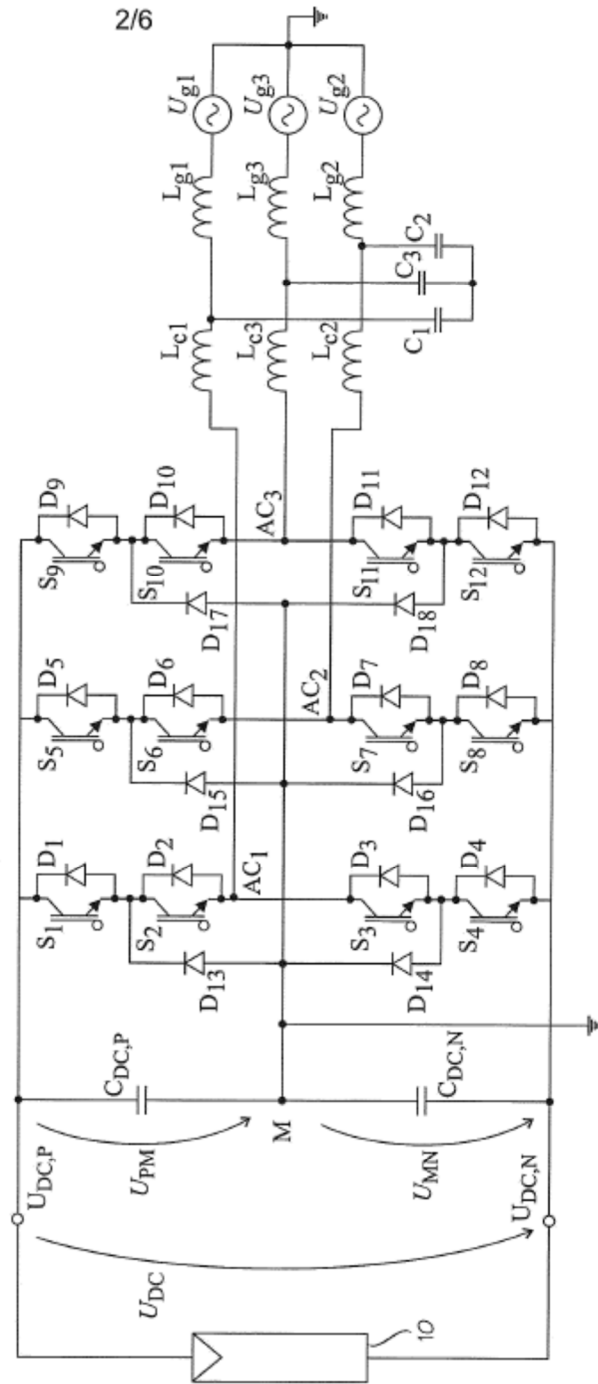 2/6
U_DC
U_DC,P
U_DC,N
10
U_PM
U_MN
C_DC,P
C_DC,N
M
S_1
D_1
S_2
D_2
D_13
AC_1
D_14
S_3
D_3
S_4
D_4
S_5
D_5
S_6
D_6
D_15
AC_2
D_16
S_7
D_7
S_8
D_8
S_9
D_9
S_10
D_10
D_17
AC_3
D_18
S_11
D_11
S_12
D_12
L_c1
L_c3
L_c2
C_1
C_3
C_2
L_g1
L_g3
L_g2
U_g1
U_g3
U_g2